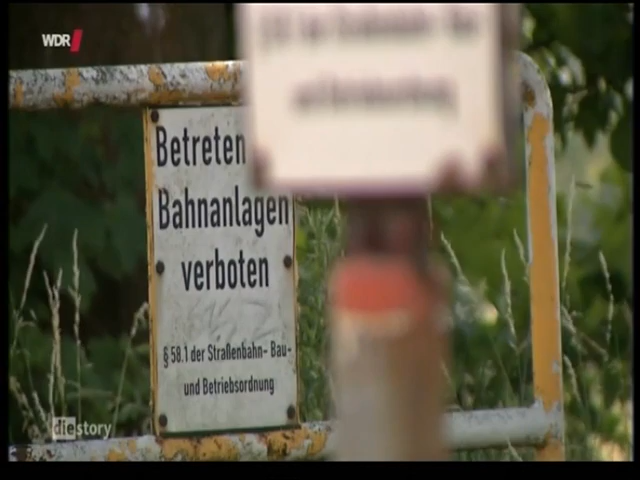 WDR
Betreten
Bahnanlagen
verboten
§ 58.1 der Straßenbahn- Bau-
und Betriebsordnung
die story